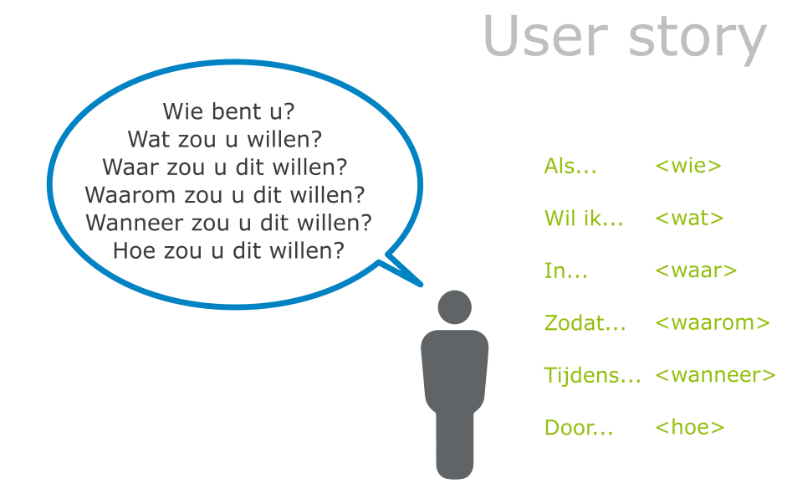 User story
Wie bent u?
Wat zou u willen?
Waar zou u dit willen?
Waarom zou u dit willen?
Wanneer zou u dit willen?
Hoe zou u dit willen?
Als... <wie>
Wil ik... <wat>
In... <waar>
Zodat... <waarom>
Tijdens... <wanneer>
Door... <hoe>